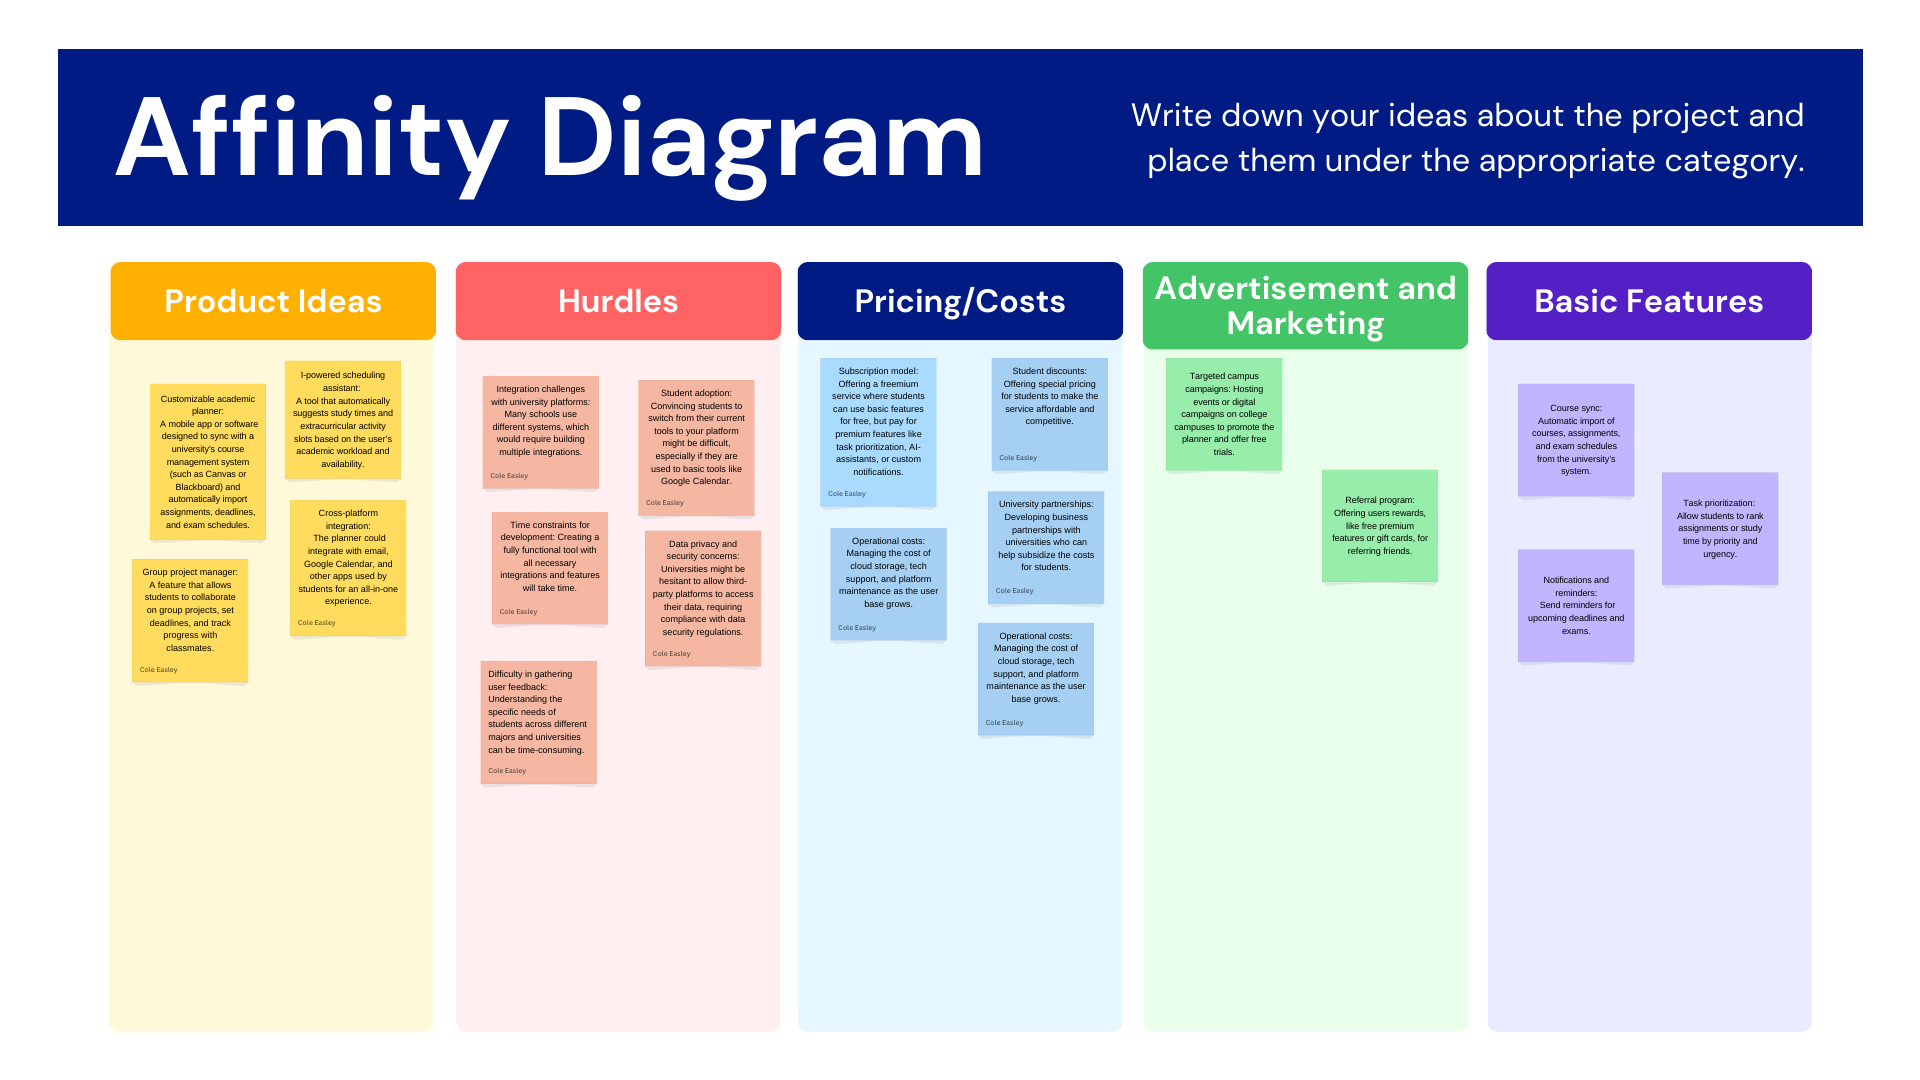 Affinity Diagram
Write down your ideas about the project and
place them under the appropriate category.
Product Ideas
Customizable academic
planner:
A mobile app or software
designed to sync with a
university's course
management system
(such as Canvas or
Blackboard) and
automatically import
assignments, deadlines,
and exam schedules.
I-powered scheduling
assistant:
A tool that automatically
suggests study times and
extracurricular activity
slots based on the user's
academic workload and
availability.
Cross-platform
integration:
The planner could
integrate with email,
Google Calendar, and
other apps used by
students for an all-in-one
experience.
Cole Easley
Group project manager:
A feature that allows
students to collaborate
on group projects, set
deadlines, and track
progress with
classmates.
Cole Easley
Hurdles
Integration challenges
with university platforms:
Many schools use
different systems, which
would require building
multiple integrations.
Cole Easley
Student adoption:
Convincing students to
switch from their current
tools to your platform
might be difficult,
especially if they are
used to basic tools like
Google Calendar.
Cole Easley
Time constraints for
development: Creating a
fully functional tool with
all necessary
integrations and features
will take time.
Cole Easley
Data privacy and
security concerns:
Universities might be
hesitant to allow third-
party platforms to access
their data, requiring
compliance with data
security regulations.
Cole Easley
Difficulty in gathering
user feedback:
Understanding the
specific needs of
students across different
majors and universities
can be time-consuming.
Cole Easley
Pricing/Costs
Subscription model:
Offering a freemium
service where students
can use basic features
for free, but pay for
premium features like
task prioritization, AI-
assistants, or custom
notifications.
Cole Easley
Student discounts:
Offering special pricing
for students to make the
service affordable and
competitive.
Cole Easley
University partnerships:
Developing business
partnerships with
universities who can
help subsidize the costs
for students.
Cole Easley
Operational costs:
Managing the cost of
cloud storage, tech
support, and platform
maintenance as the user
base grows.
Cole Easley
Operational costs:
Managing the cost of
cloud storage, tech
support, and platform
maintenance as the user
base grows.
Cole Easley
Advertisement and
Marketing
Targeted campus
campaigns: Hosting
events or digital
campaigns on college
campuses to promote the
planner and offer free
trials.
Referral program:
Offering users rewards,
like free premium
features or gift cards, for
referring friends.
Basic Features
Course sync:
Automatic import of
courses, assignments,
and exam schedules
from the university's
system.
Task prioritization:
Allow students to rank
assignments or study
time by priority and
urgency.
Notifications and
reminders:
Send reminders for
upcoming deadlines and
exams.